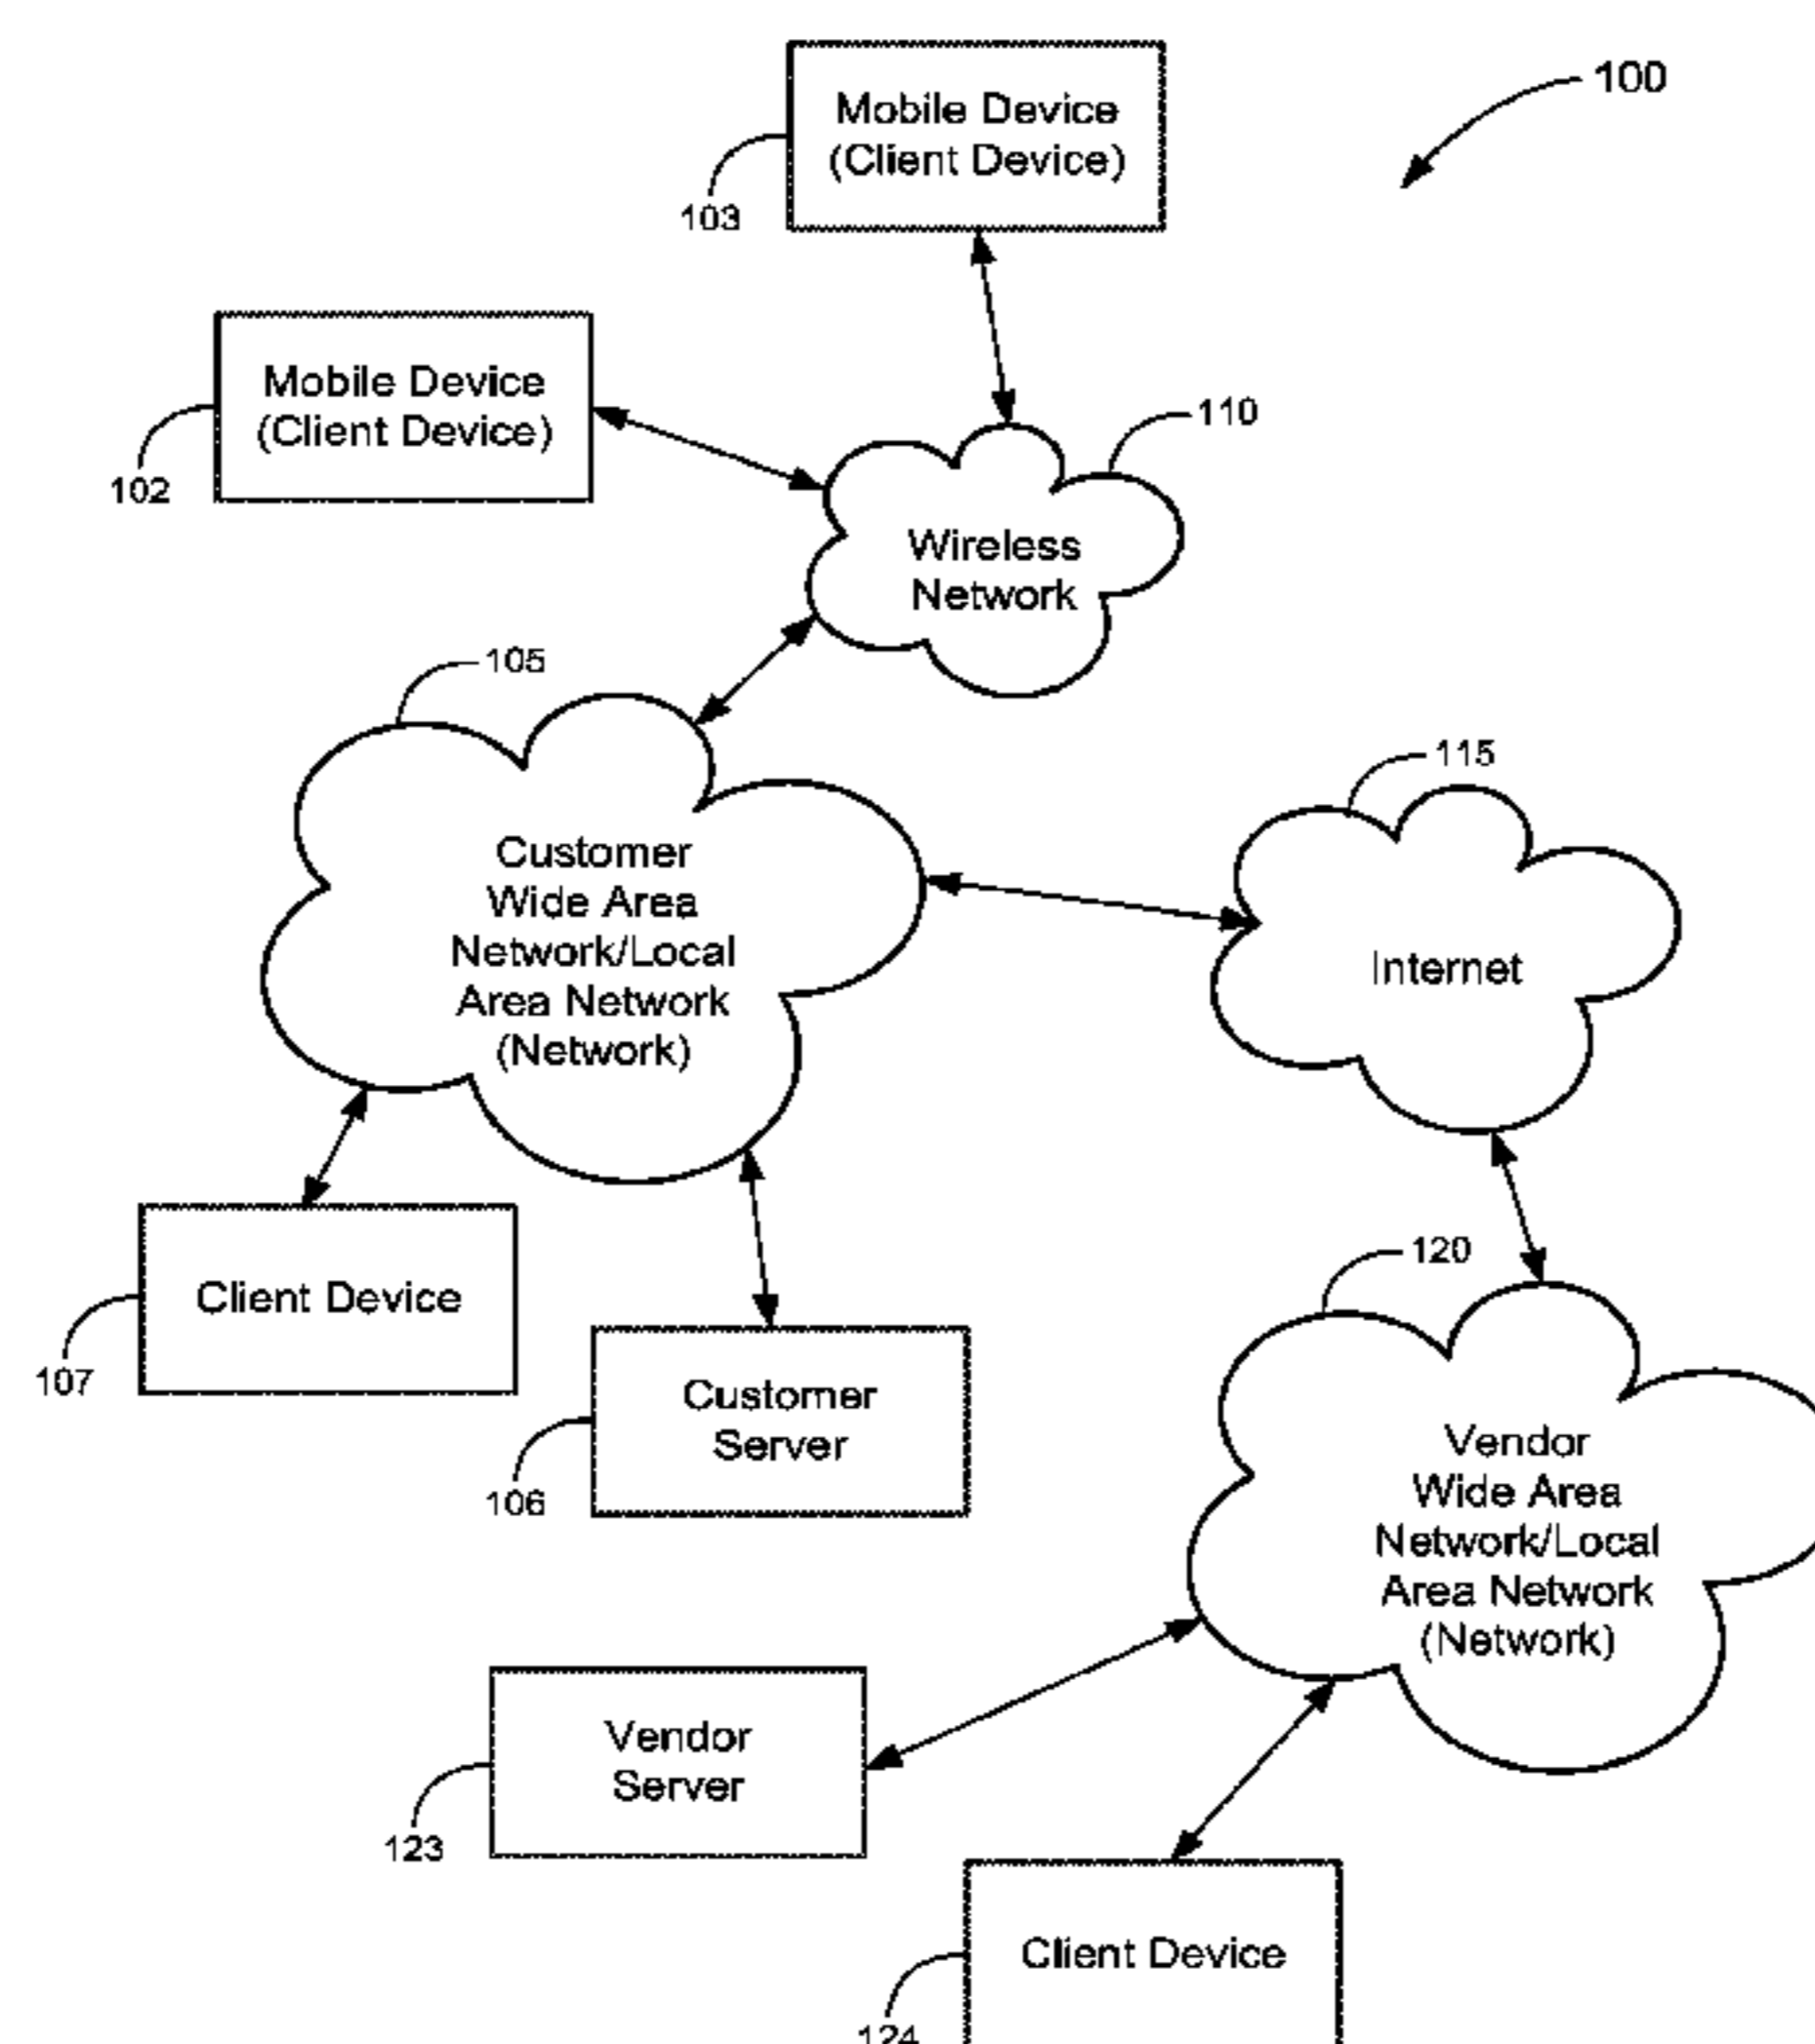 100
Mobile Device
(Client Device)
103
Mobile Device
(Client Device)
102
110
Wireless
Network
105
115
Customer
Wide Area
Network/Local
Area Network
(Network)
Internet
120
Client Device
107
Customer
Server
106
Vendor
Wide Area
Network/Local
Area Network
(Network)
Vendor
Server
123
Client Device
124